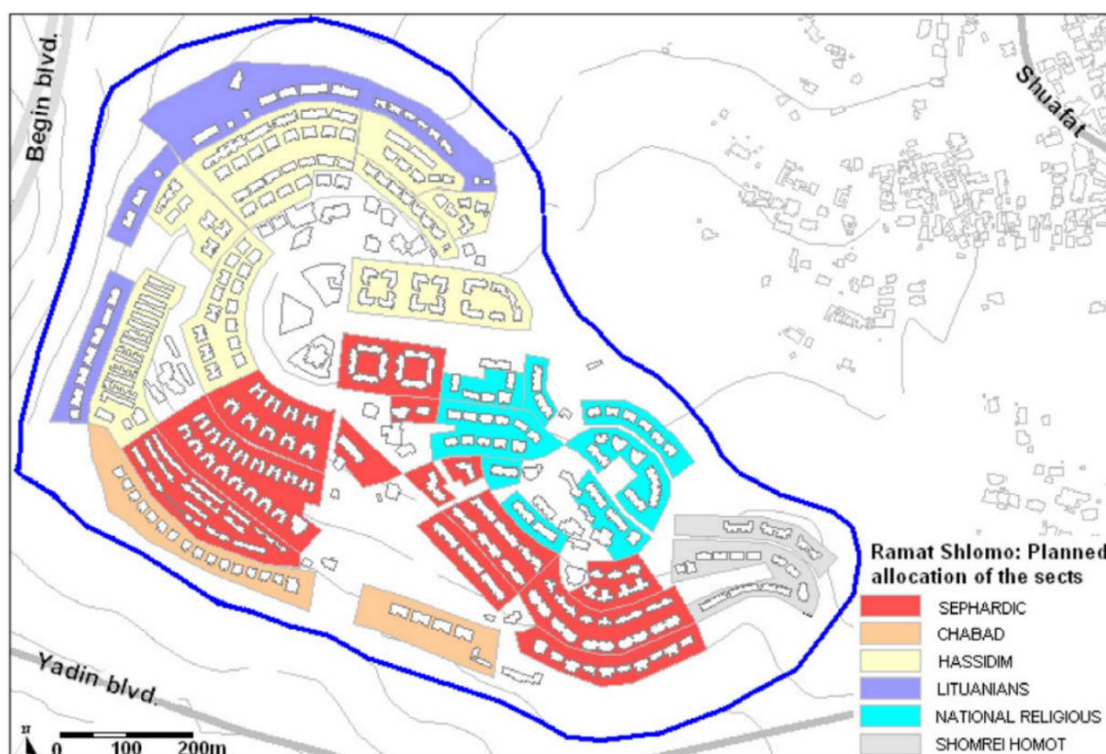 Begin blvd.
Shuafat
Yadin blvd.
0 100 200m
Ramat Shlomo: Planned
allocation of the sects
SEPHARDIC
CHABAD
HASSIDIM
LITUANIANS
NATIONAL RELIGIOUS
SHOMREI HOMOT